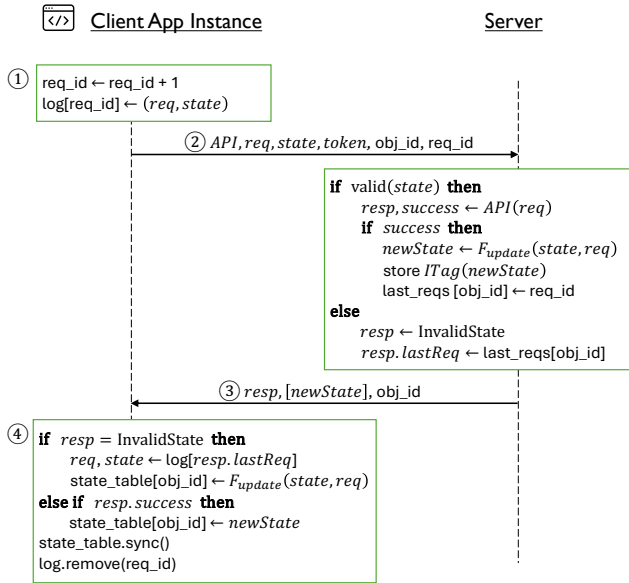 </>
Client App Instance
Server
① req_id ← req_id + 1
log[req_id] ← (req, state)
② API, req, state, token, obj_id, req_id
if valid(state) then
resp, success ← API(req)
if success then
newState ← F_update(state, req)
store ITag(newState)
last_reqs [obj_id] ← req_id
else
resp ← InvalidState
resp. lastReq ← last_reqs[obj_id]
③ resp, [newState], obj_id
④ if resp = InvalidState then
req, state ← log[resp. lastReq]
state_table[obj_id] ← F_update(state, req)
else if resp. success then
state_table[obj_id] ← newState
state_table.sync()
log.remove(req_id)